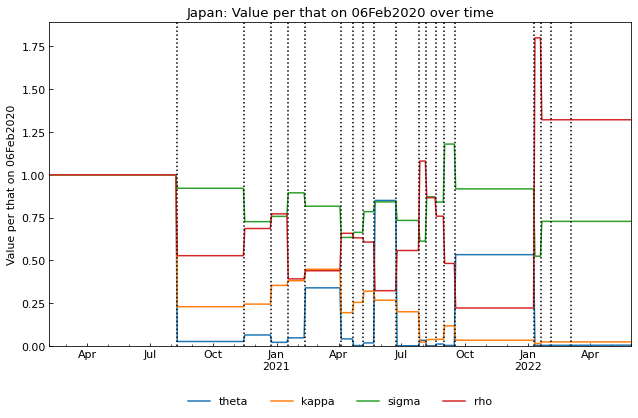 Japan: Value per that on 06Feb2020 over time
Value per that on 06Feb2020
1.75
1.50
1.25
1.00
0.75
0.50
0.25
0.00
Apr Jul Oct Jan Apr Jul Oct Jan Apr
2021 2022
theta kappa sigma rho